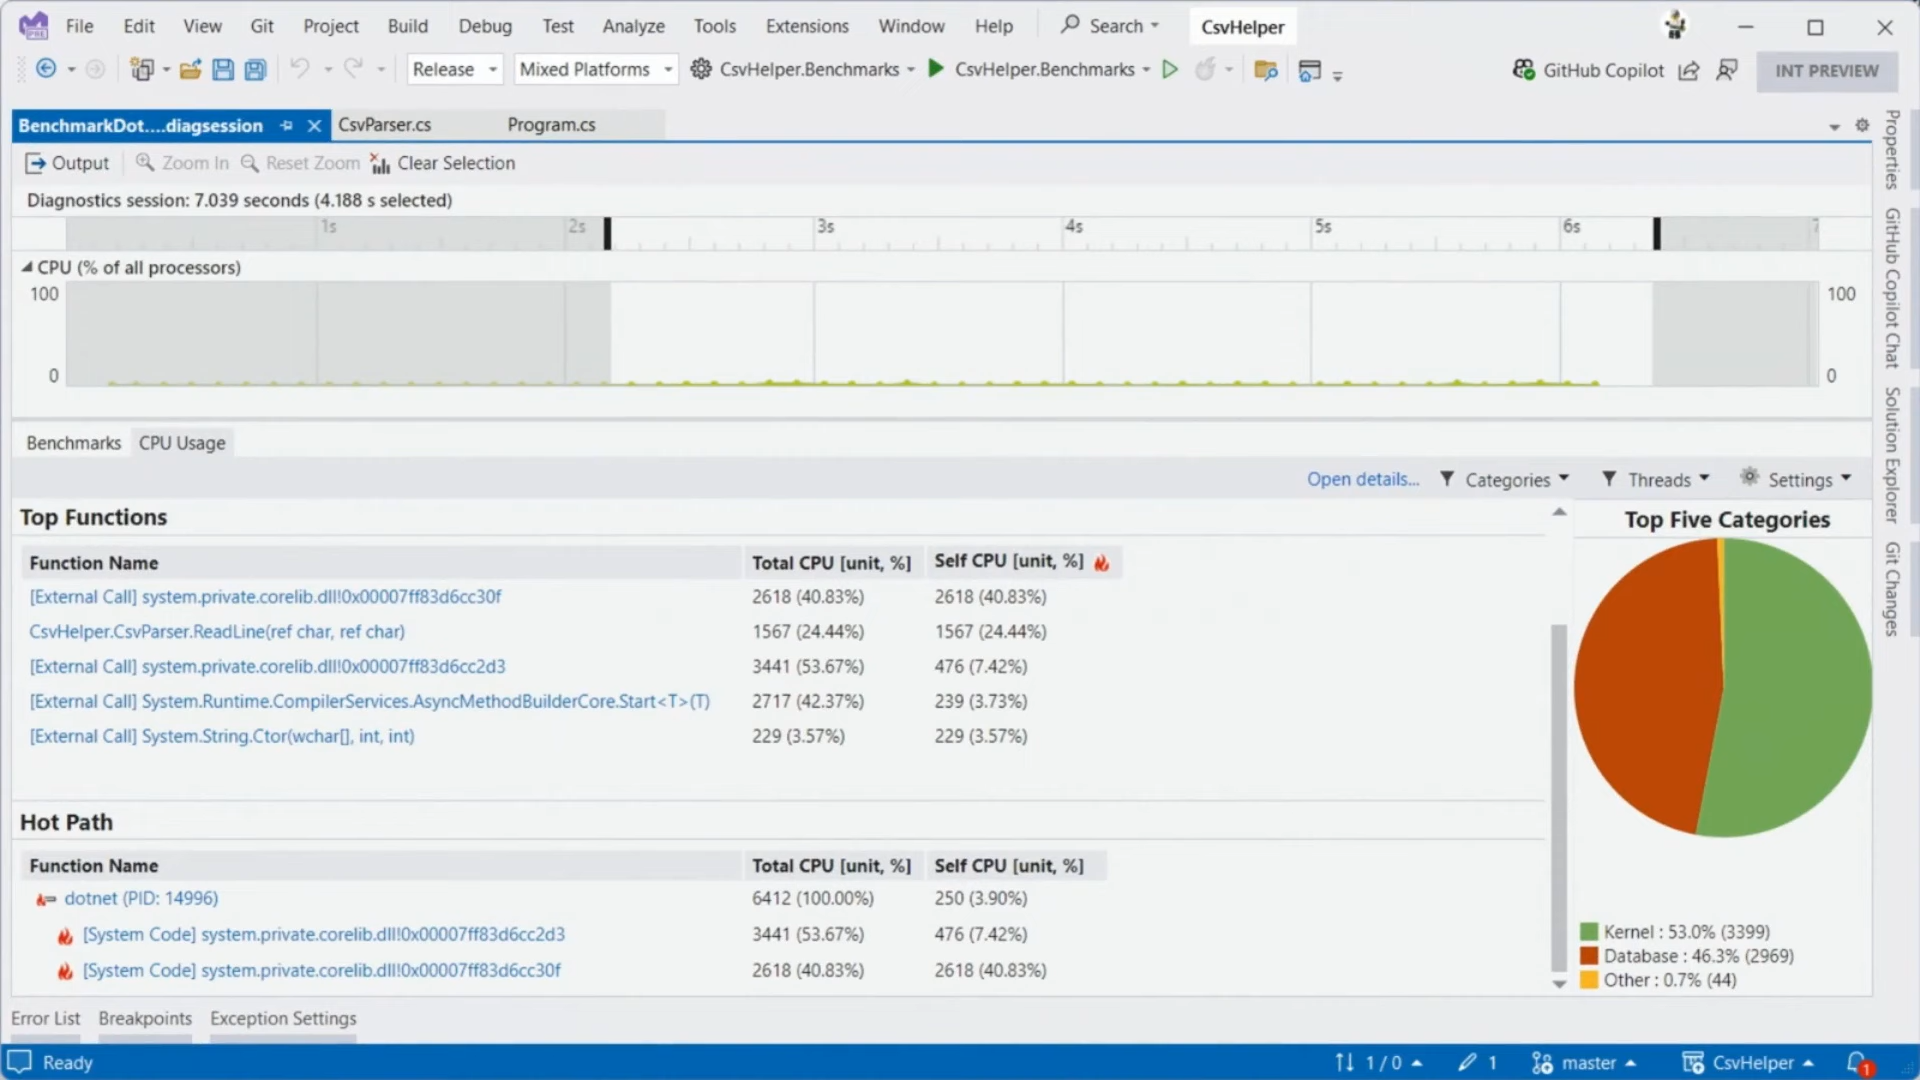 File Edit View Git Project Build Debug Test Analyze Tools Extensions Window Help Search CsvHelper
Release Mixed Platforms CsvHelper.Benchmarks CsvHelper.Benchmarks GitHub Copilot INT PREVIEW
BenchmarkDot....diagsession CsvParser.cs Program.cs
Output Zoom In Reset Zoom Clear Selection
Diagnostics session: 7.039 seconds (4.188 s selected)
1s 2s 3s 4s 5s 6s 7
CPU (% of all processors)
100 100
0 0
Benchmarks CPU Usage
Open details... Categories Threads Settings
Top Functions
Function Name Total CPU [unit, %] Self CPU [unit, %]
[External Call] system.private.corelib.dll!0x00007ff83d6cc30f 2618 (40.83%) 2618 (40.83%)
CsvHelper.CsvParser.ReadLine(ref char, ref char) 1567 (24.44%) 1567 (24.44%)
[External Call] system.private.corelib.dll!0x00007ff83d6cc2d3 3441 (53.67%) 476 (7.42%)
[External Call] System.Runtime.CompilerServices.AsyncMethodBuilderCore.Start<T>(T) 2717 (42.37%) 239 (3.73%)
[External Call] System.String.Ctor(wchar[], int, int) 229 (3.57%) 229 (3.57%)
Hot Path
Function Name Total CPU [unit, %] Self CPU [unit, %]
dotnet (PID: 14996) 6412 (100.00%) 250 (3.90%)
[System Code] system.private.corelib.dll!0x00007ff83d6cc2d3 3441 (53.67%) 476 (7.42%)
[System Code] system.private.corelib.dll!0x00007ff83d6cc30f 2618 (40.83%) 2618 (40.83%)
Top Five Categories
Kernel : 53.0% (3399)
Database : 46.3% (2969)
Other : 0.7% (44)
Properties
GitHub Copilot Chat
Solution Explorer
Git Changes
Error List Breakpoints Exception Settings
Ready 1 / 0 1 master CsvHelper 1